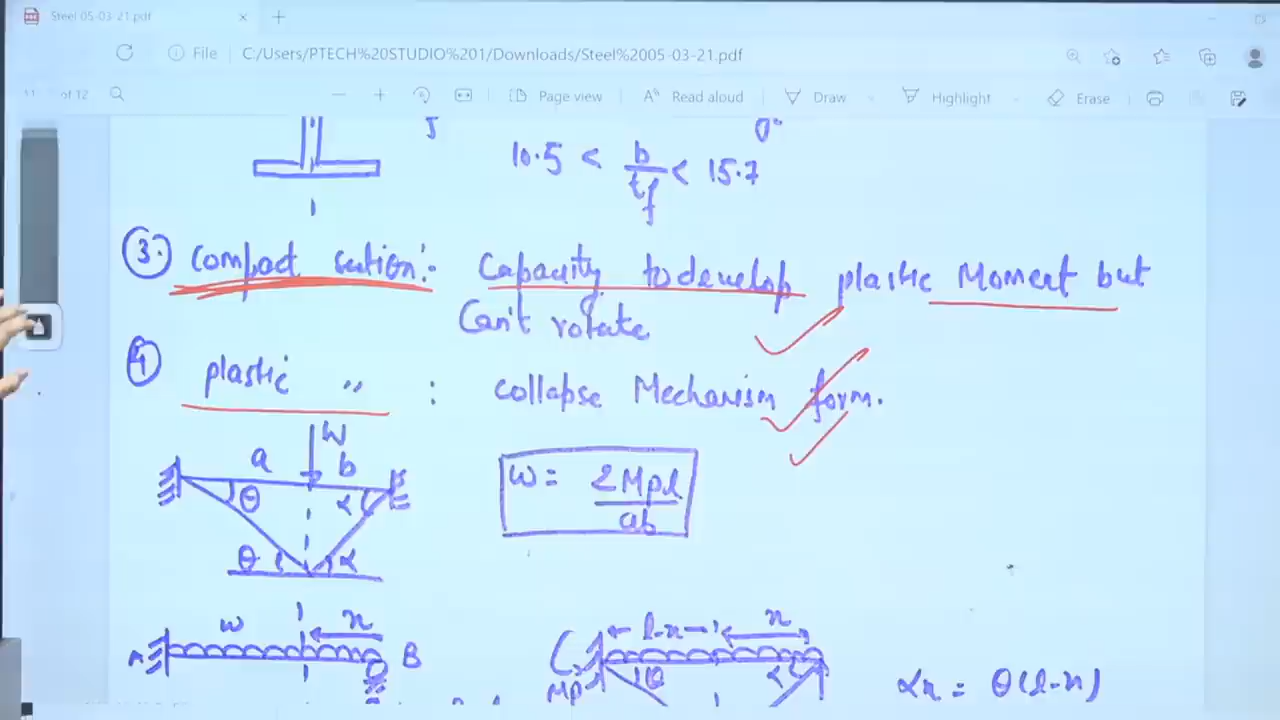 Steel 05-03-21.pdf
File C:/Users/PTECH%20STUDIO%201/Downloads/Steel%2005-03-21.pdf
11 of 12 Page view Read aloud Draw Highlight Erase
10.5 < b/tf < 15.7
③ Compact section:- Capacity to develop plastic Moment but
Can't rotate
④ plastic " : collapse Mechanism form.
W
a b
θ α
W = 2Mpl/ab
θ α
w x
A B
l-x x
Mp θ α
αx = θ(l-x)